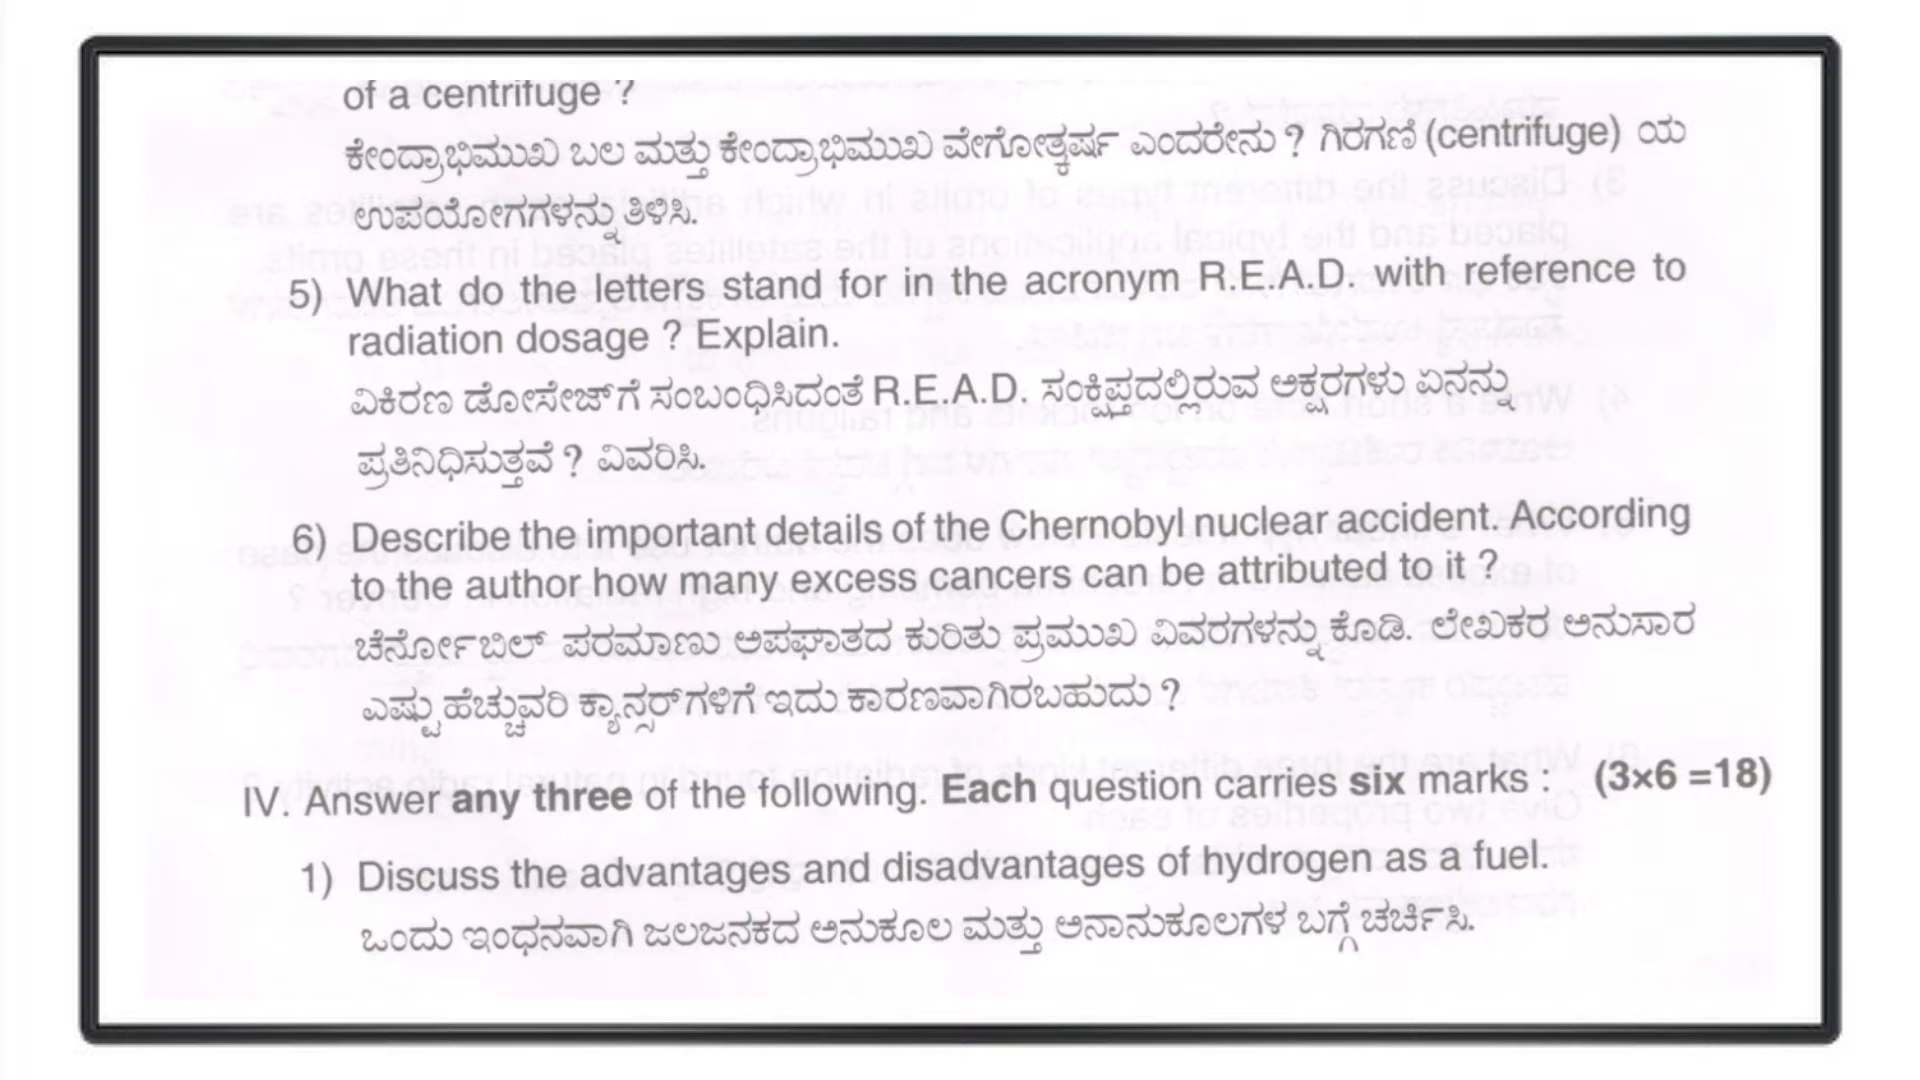 of a centrifuge ?
ಕೇಂದ್ರಾಭಿಮುಖ ಬಲ ಮತ್ತು ಕೇಂದ್ರಾಭಿಮುಖ ವೇಗೋತ್ಕರ್ಷ ಎಂದರೇನು ? ಗಿರಗಣಿ (centrifuge) ಯ
ಉಪಯೋಗಗಳನ್ನು ತಿಳಿಸಿ.
5) What do the letters stand for in the acronym R.E.A.D. with reference to
radiation dosage ? Explain.
ವಿಕಿರಣ ಡೋಸೇಜ್‌ಗೆ ಸಂಬಂಧಿಸಿದಂತೆ R.E.A.D. ಸಂಕ್ಷಿಪ್ತದಲ್ಲಿರುವ ಅಕ್ಷರಗಳು ಏನನ್ನು
ಪ್ರತಿನಿಧಿಸುತ್ತವೆ ? ವಿವರಿಸಿ.
6) Describe the important details of the Chernobyl nuclear accident. According
to the author how many excess cancers can be attributed to it ?
ಚೆರ್ನೋಬಿಲ್ ಪರಮಾಣು ಅಪಘಾತದ ಕುರಿತು ಪ್ರಮುಖ ವಿವರಗಳನ್ನು ಕೊಡಿ. ಲೇಖಕರ ಅನುಸಾರ
ಎಷ್ಟು ಹೆಚ್ಚುವರಿ ಕ್ಯಾನ್ಸರ್‌ಗಳಿಗೆ ಇದು ಕಾರಣವಾಗಿರಬಹುದು ?
IV. Answer any three of the following. Each question carries six marks : (3×6 =18)
1) Discuss the advantages and disadvantages of hydrogen as a fuel.
ಒಂದು ಇಂಧನವಾಗಿ ಜಲಜನಕದ ಅನುಕೂಲ ಮತ್ತು ಅನಾನುಕೂಲಗಳ ಬಗ್ಗೆ ಚರ್ಚಿಸಿ.